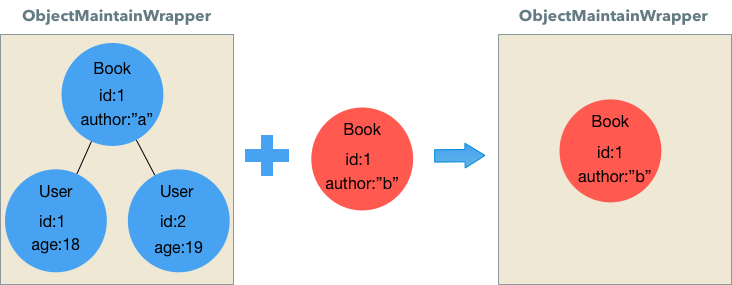 ObjectMaintainWrapper
Book
id:1
author:”a”
User
id:1
age:18
User
id:2
age:19
Book
id:1
author:”b”
ObjectMaintainWrapper
Book
id:1
author:”b”